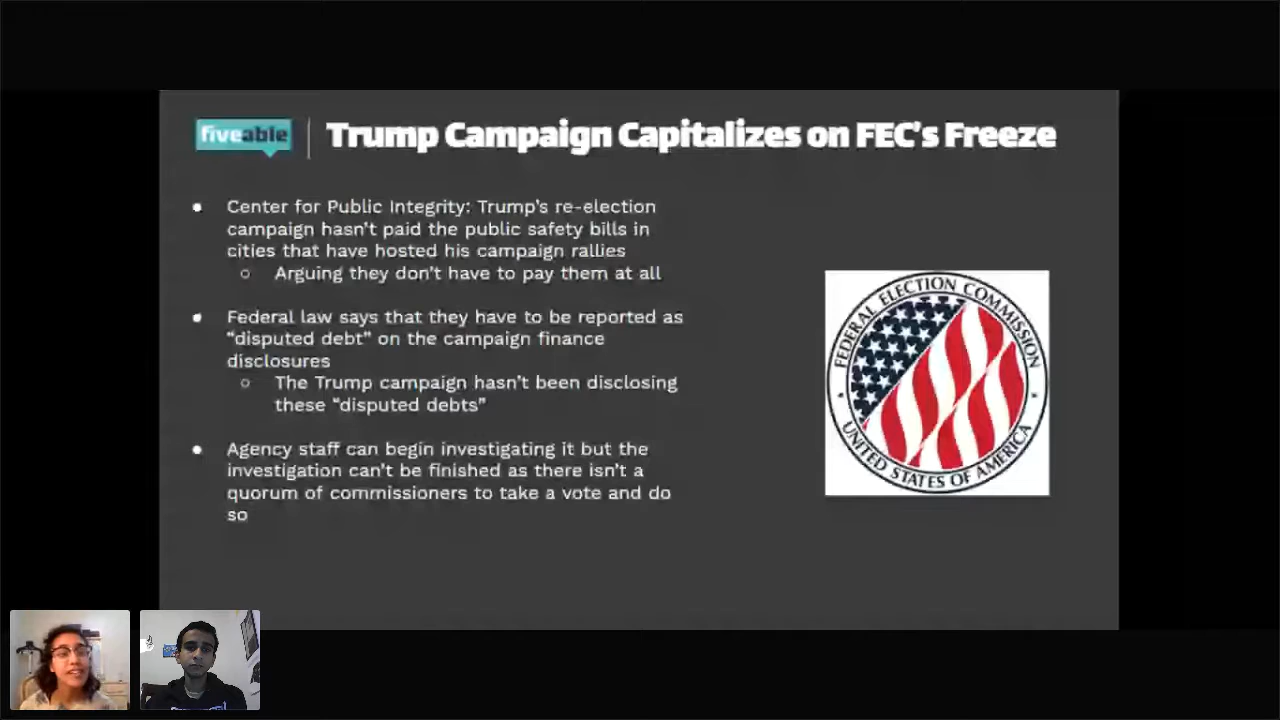 fiveable
Trump Campaign Capitalizes on FEC's Freeze
● Center for Public Integrity: Trump's re-election
campaign hasn't paid the public safety bills in
cities that have hosted his campaign rallies
○ Arguing they don't have to pay them at all
● Federal law says that they have to be reported as
“disputed debt” on the campaign finance
disclosures
○ The Trump campaign hasn't been disclosing
these “disputed debts”
● Agency staff can begin investigating it but the
investigation can't be finished as there isn't a
quorum of commissioners to take a vote and do
so
FEDERAL ELECTION COMMISSION
UNITED STATES OF AMERICA